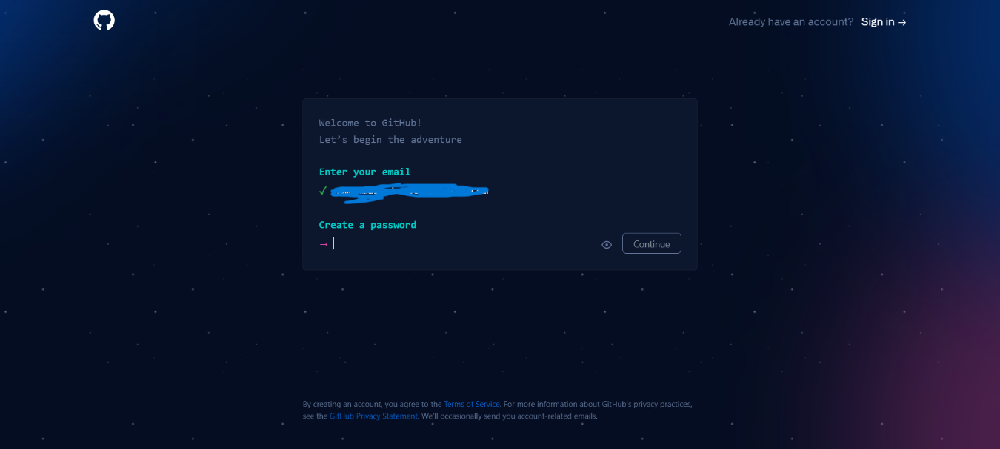 Already have an account? Sign in →
Welcome to GitHub!
Let’s begin the adventure
Enter your email
✓
Create a password
→
Continue
By creating an account, you agree to the Terms of Service. For more information about GitHub's privacy practices,
see the GitHub Privacy Statement. We'll occasionally send you account-related emails.